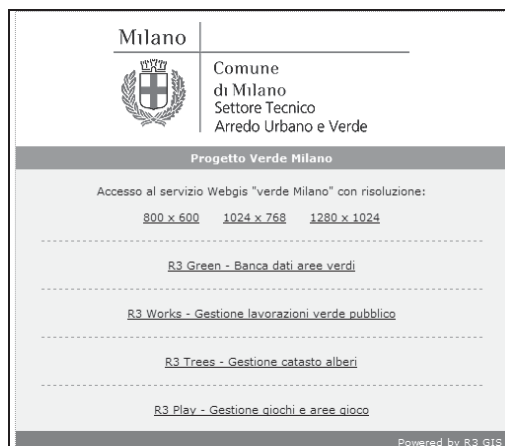 Milano
Comune
di Milano
Settore Tecnico
Arredo Urbano e Verde
Progetto Verde Milano
Accesso al servizio Webgis "verde Milano" con risoluzione:
800 x 600 1024 x 768 1280 x 1024
R3 Green - Banca dati aree verdi
R3 Works - Gestione lavorazioni verde pubblico
R3 Trees - Gestione catasto alberi
R3 Play - Gestione giochi e aree gioco
Powered by R3 GIS